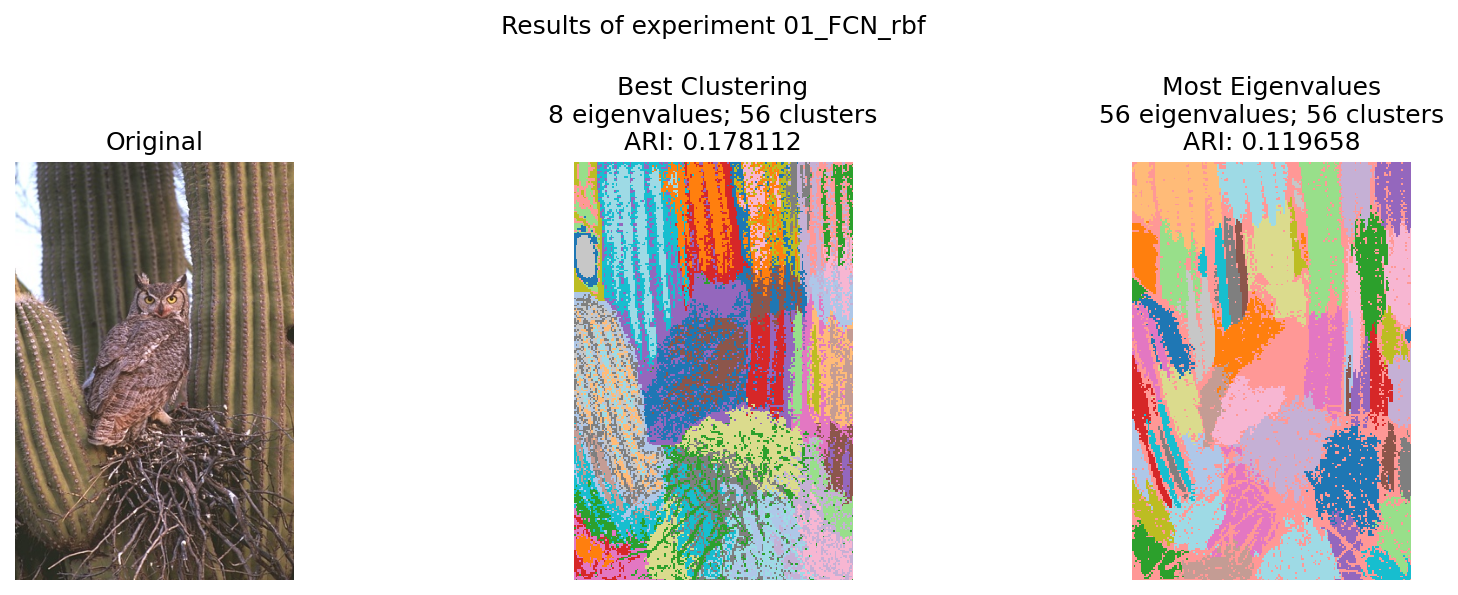 Results of experiment 01_FCN_rbf
Original
Best Clustering
8 eigenvalues; 56 clusters
ARI: 0.178112
Most Eigenvalues
56 eigenvalues; 56 clusters
ARI: 0.119658